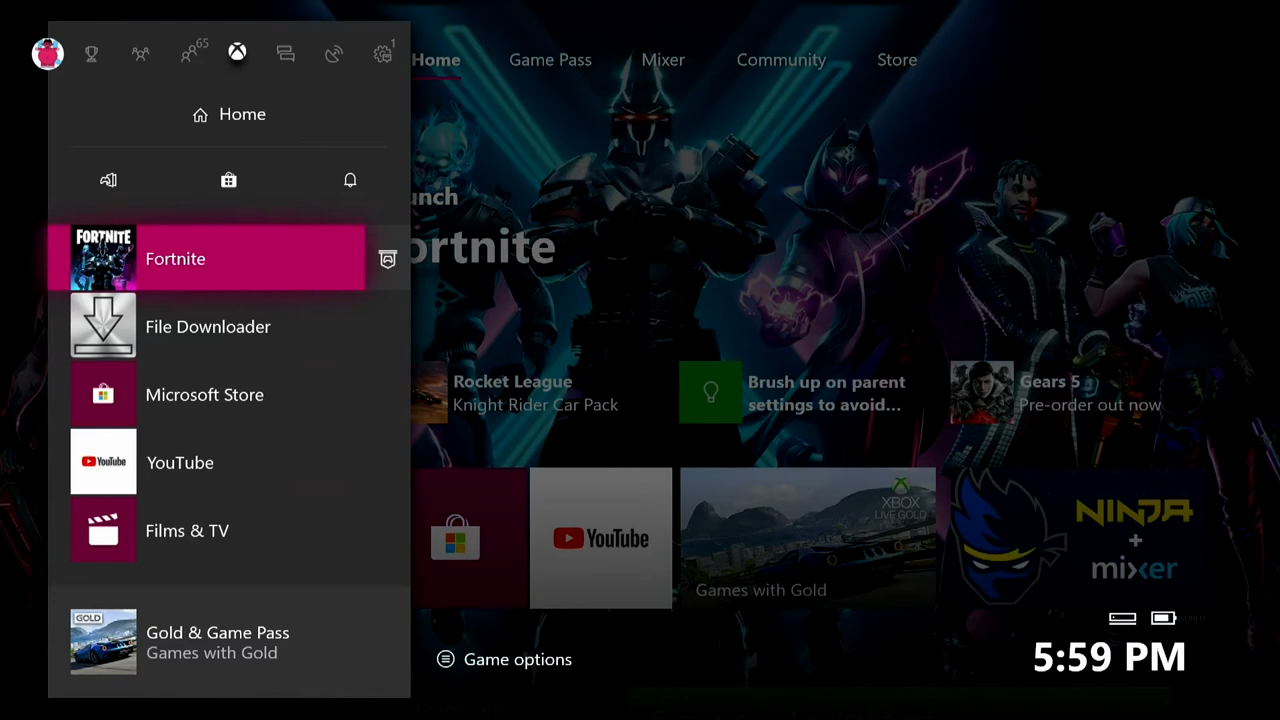 65
1
Home
Game Pass
Mixer
Community
Store
Home
unch
ortnite
FORTNITE
Fortnite
File Downloader
Microsoft Store
YouTube
YouTube
Films & TV
GOLD
Gold & Game Pass
Games with Gold
Rocket League
Knight Rider Car Pack
Brush up on parent
settings to avoid...
Gears 5
Pre-order out now
YouTube
XBOX
LIVE GOLD
Games with Gold
NINJA
+
mixer
Game options
5:59 PM